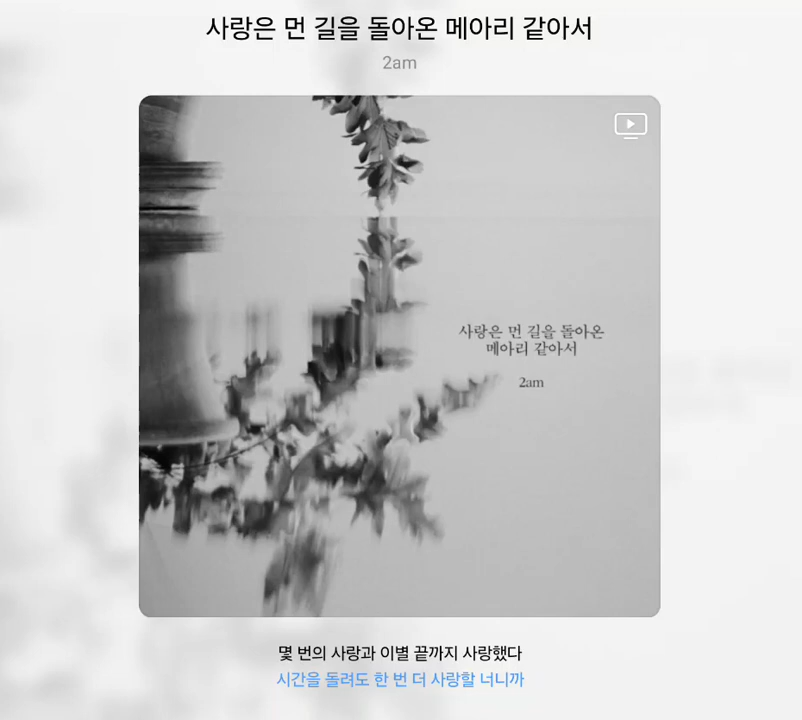 사랑은 먼 길을 돌아온 메아리 같아서
2am
사랑은 먼 길을 돌아온
메아리 같아서
2am
몇 번의 사랑과 이별 끝까지 사랑했다
시간을 돌려도 한 번 더 사랑할 너니까